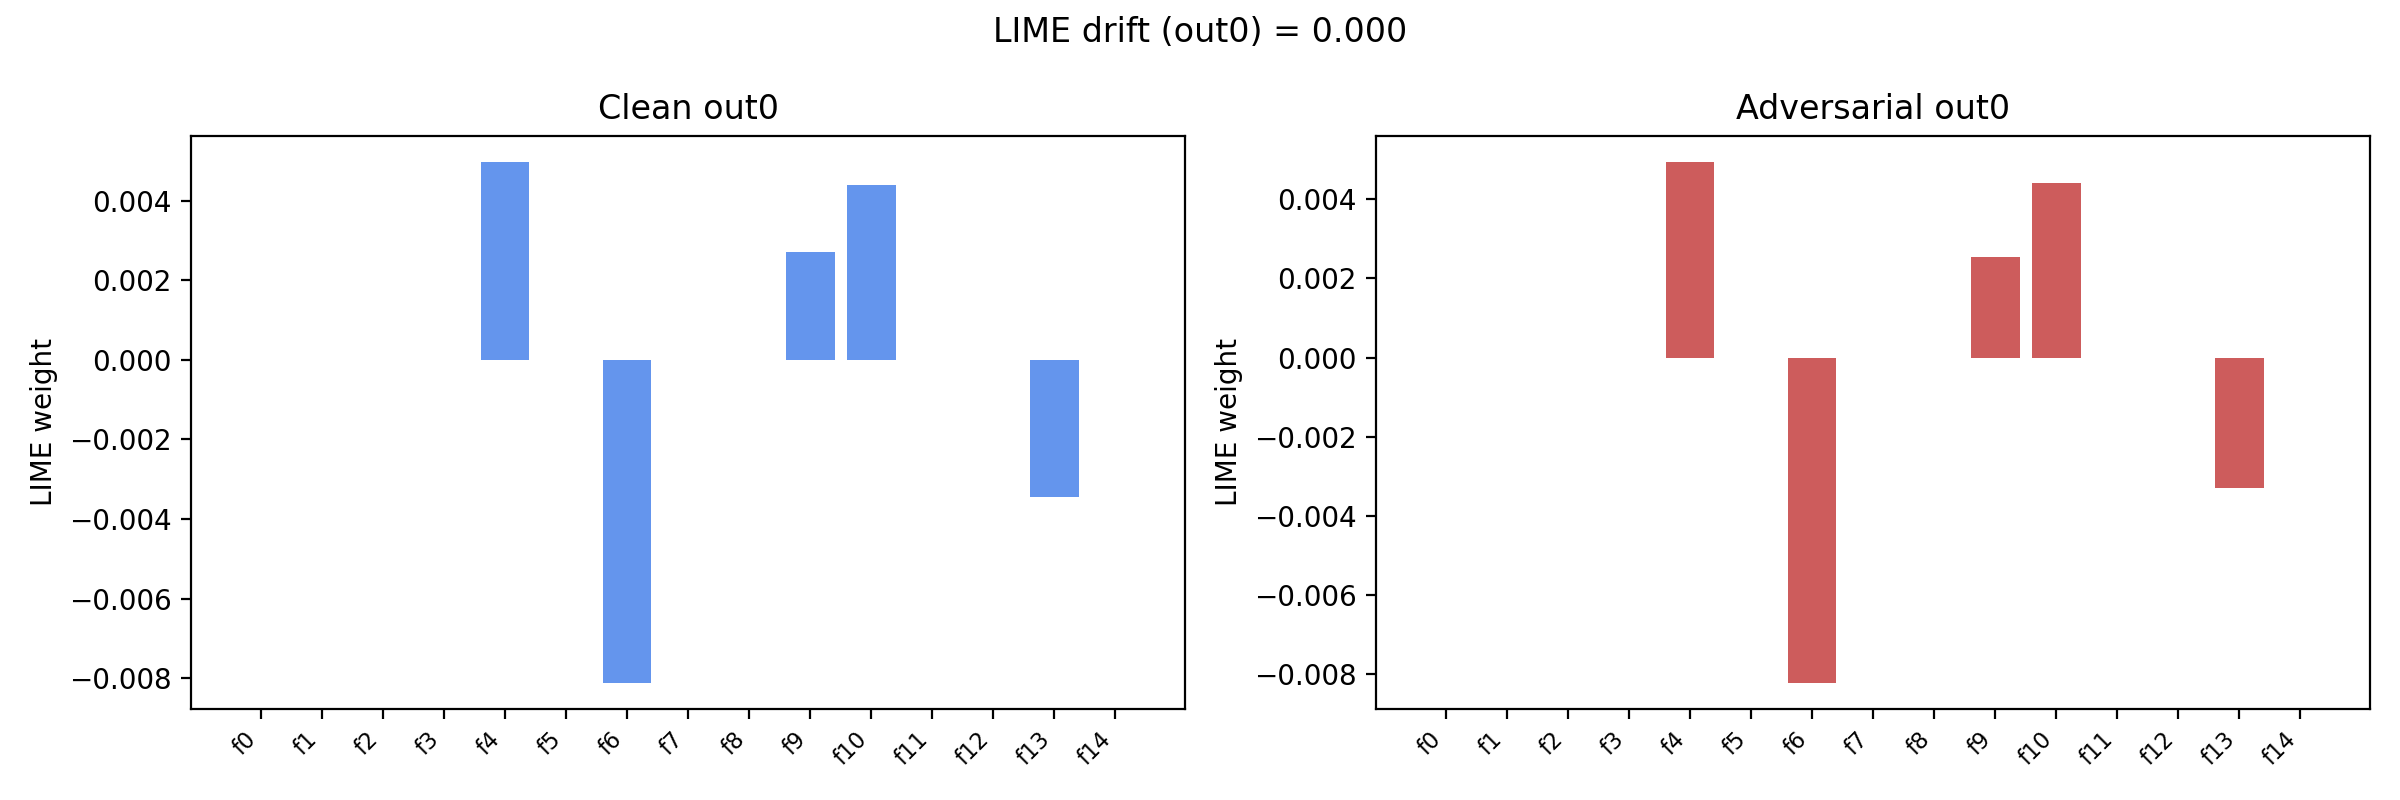 LIME drift (out0) = 0.000
Clean out0
LIME weight
0.004
0.002
0.000
−0.002
−0.004
−0.006
−0.008
f0 f1 f2 f3 f4 f5 f6 f7 f8 f9 f10 f11 f12 f13 f14
Adversarial out0
LIME weight
0.004
0.002
0.000
−0.002
−0.004
−0.006
−0.008
f0 f1 f2 f3 f4 f5 f6 f7 f8 f9 f10 f11 f12 f13 f14